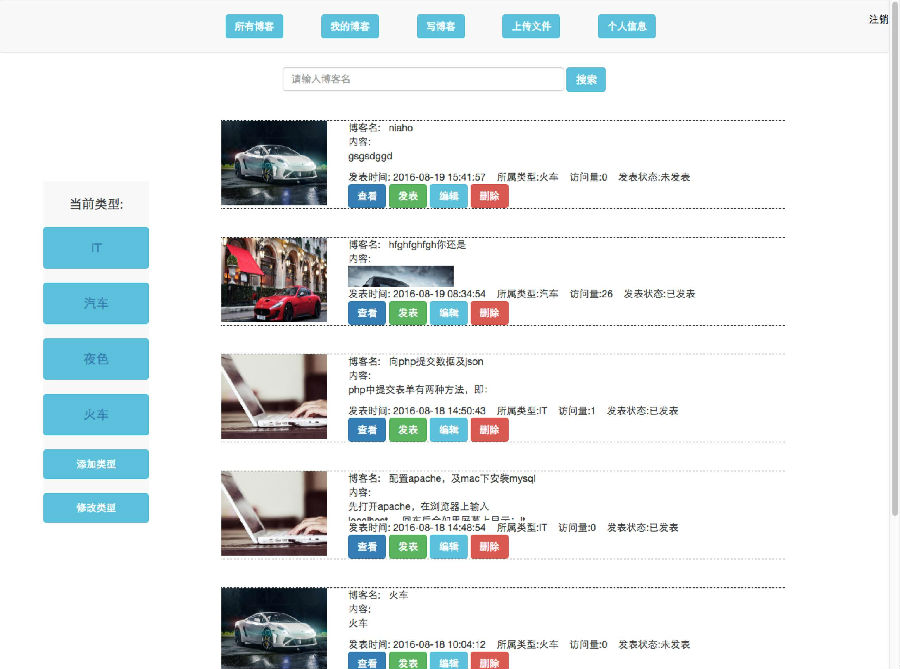 所有博客 我的博客 写博客 上传文件 个人信息 注销
请输入博客名 搜索
当前类型:
IT
汽车
夜色
火车
添加类型
修改类型
博客名: niaho
内容:
gsgsdggd
发表时间: 2016-08-19 15:41:57 所属类型:火车 访问量:0 发表状态:未发表
查看 发表 编辑 删除
博客名: hfghfghfgh你还是
内容:
发表时间: 2016-08-19 08:34:54 所属类型:汽车 访问量:26 发表状态:已发表
查看 发表 编辑 删除
博客名: 向php提交数据及json
内容:
php中提交表单有两种方法，即：
发表时间: 2016-08-18 14:50:43 所属类型:IT 访问量:1 发表状态:已发表
查看 发表 编辑 删除
博客名: 配置apache，及mac下安装mysql
内容:
先打开apache，在浏览器上输入
发表时间: 2016-08-18 14:48:54 所属类型:IT 访问量:0 发表状态:已发表
查看 发表 编辑 删除
博客名: 火车
内容:
火车
发表时间: 2016-08-18 10:04:12 所属类型:火车 访问量:0 发表状态:未发表
查看 发表 编辑 删除